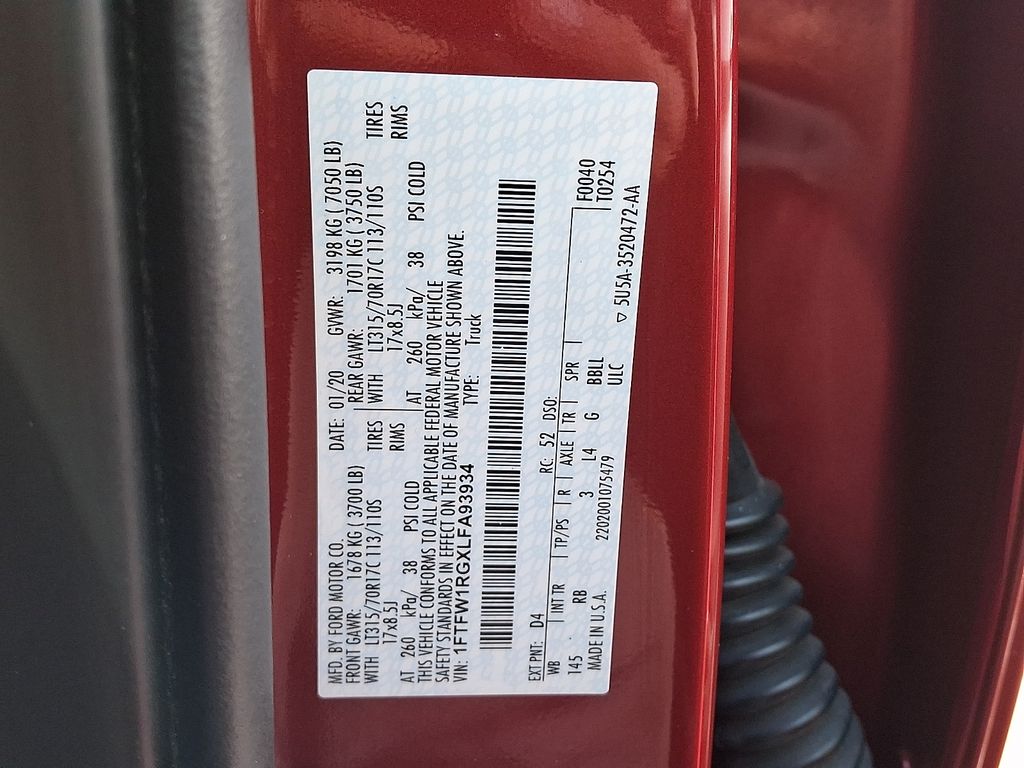 MFD. BY FORD MOTOR CO. DATE: 01/20 GVWR: 3198 KG ( 7050 LB)
FRONT GAWR: 1678 KG ( 3700 LB) REAR GAWR: 1701 KG ( 3750 LB)
WITH LT315/70R17C 113/110S TIRES WITH LT315/70R17C 113/110S TIRES
17x8.5J RIMS 17x8.5J RIMS
AT 260 kPa/ 38 PSI COLD AT 260 kPa/ 38 PSI COLD
THIS VEHICLE CONFORMS TO ALL APPLICABLE FEDERAL MOTOR VEHICLE
SAFETY STANDARDS IN EFFECT ON THE DATE OF MANUFACTURE SHOWN ABOVE.
VIN: 1FTFW1RGXLFA93934 TYPE: Truck
EXT PNT: D4 RC: 52 DSO:
WB INT TR TP/PS R AXLE TR SPR F0040
145 RB 3 L4 G BBLL T0254
ULC
MADE IN U.S.A. 2202001075479 5U5A-3520472-AA